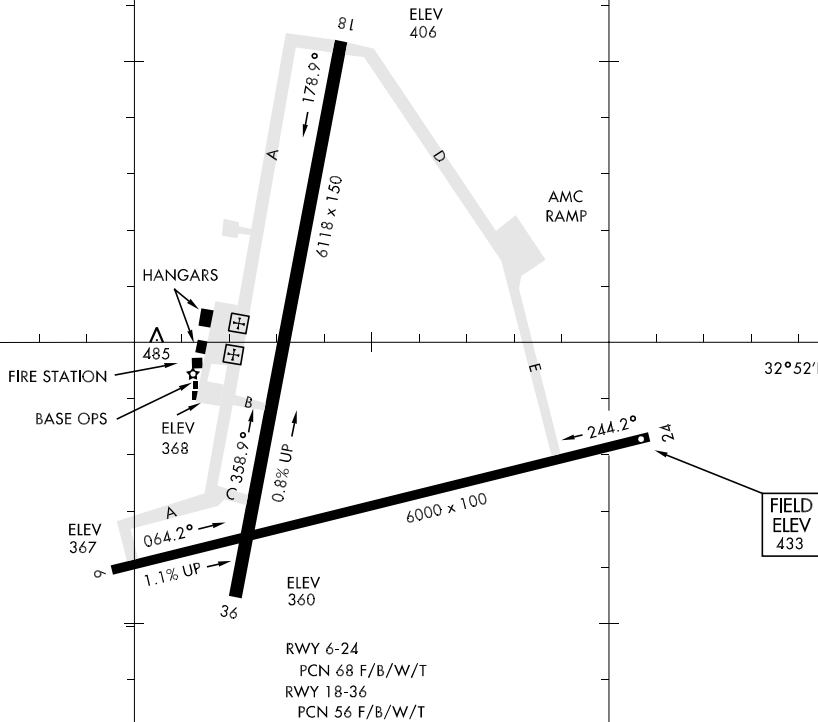 ELEV
406
18
178.9°
A
D
6118 x 150
AMC
RAMP
HANGARS
485
32°52'
FIRE STATION
E
BASE OPS
B
ELEV
368
358.9°
0.8% UP
244.2°
24
C
A
6000 x 100
FIELD
ELEV
433
ELEV
367
064.2°
1.1% UP
6
ELEV
360
36
RWY 6-24
PCN 68 F/B/W/T
RWY 18-36
PCN 56 F/B/W/T